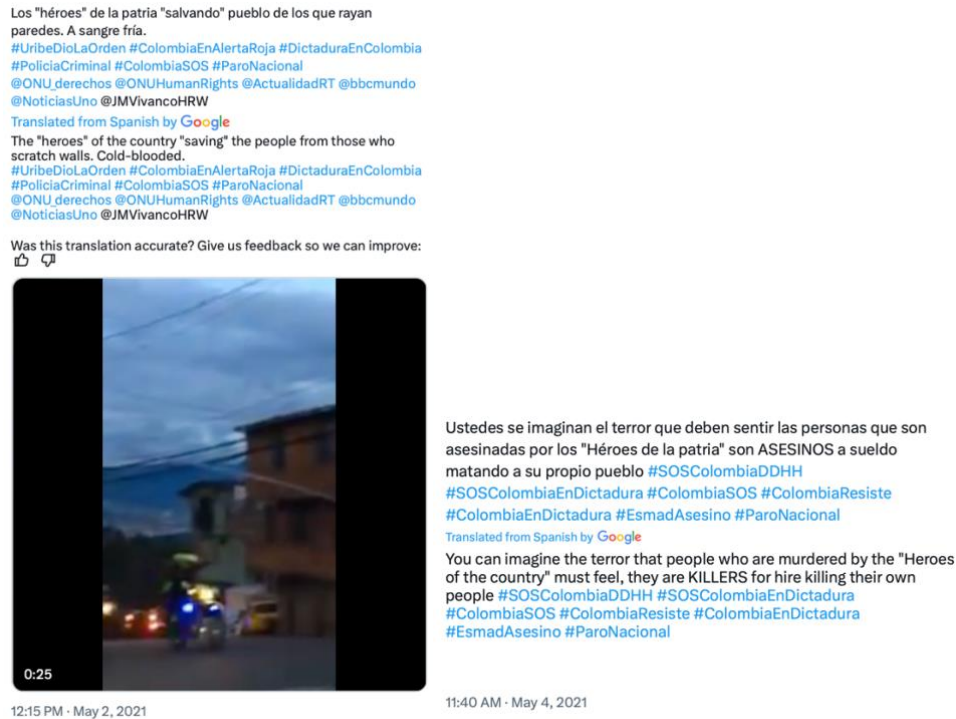 Los "héroes" de la patria "salvando" pueblo de los que rayan
paredes. A sangre fría.
#UribeDioLaOrden #ColombiaEnAlertaRoja #DictaduraEnColombia
#PoliciaCriminal #ColombiaSOS #ParoNacional
@ONU_derechos @ONUHumanRights @ActualidadRT @bbcmundo
@NoticiasUno @JMVivancoHRW
Translated from Spanish by Google
The "heroes" of the country "saving" the people from those who
scratch walls. Cold-blooded.
#UribeDioLaOrden #ColombiaEnAlertaRoja #DictaduraEnColombia
#PoliciaCriminal #ColombiaSOS #ParoNacional
@ONU_derechos @ONUHumanRights @ActualidadRT @bbcmundo
@NoticiasUno @JMVivancoHRW
Was this translation accurate? Give us feedback so we can improve:
0:25
12:15 PM · May 2, 2021
Ustedes se imaginan el terror que deben sentir las personas que son
asesinadas por los "Héroes de la patria" son ASESINOS a sueldo
matando a su propio pueblo #SOSColombiaDDHH
#SOSColombiaEnDictadura #ColombiaSOS #ColombiaResiste
#ColombiaEnDictadura #EsmadAsesino #ParoNacional
Translated from Spanish by Google
You can imagine the terror that people who are murdered by the "Heroes
of the country" must feel, they are KILLERS for hire killing their own
people #SOSColombiaDDHH #SOSColombiaEnDictadura
#ColombiaSOS #ColombiaResiste #ColombiaEnDictadura
#EsmadAsesino #ParoNacional
11:40 AM · May 4, 2021